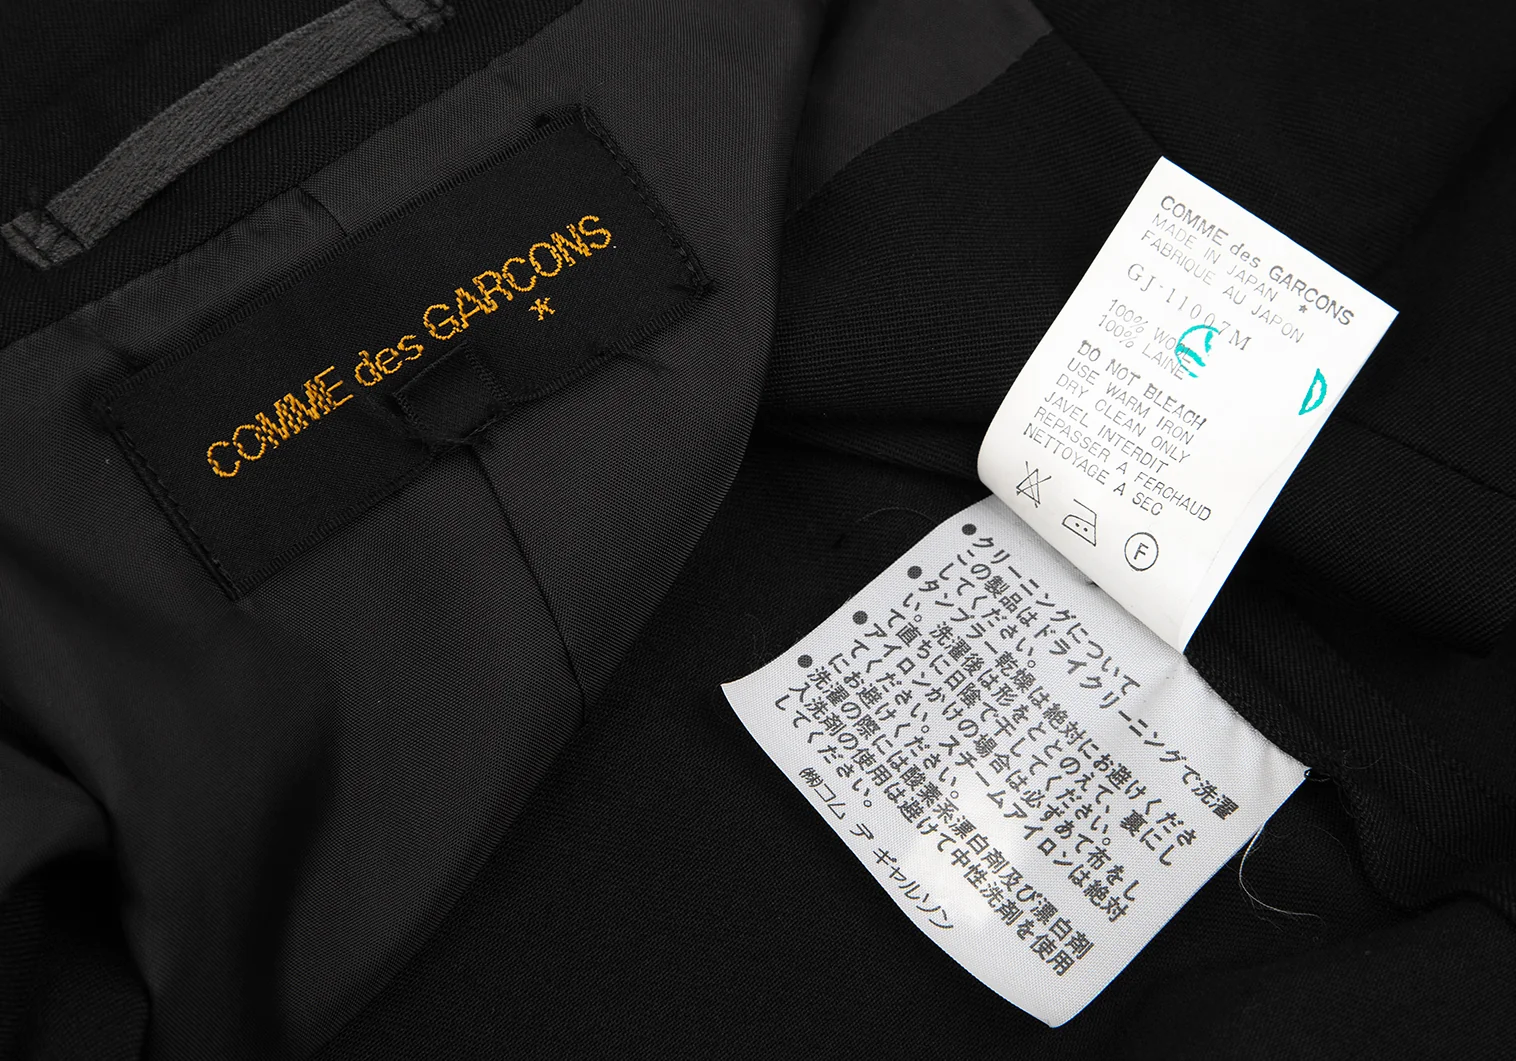 COMME des GARCONS
*
COMME des GARCONS
*
MADE IN JAPAN
FABRIQUE AU JAPON
GJ-11007M
100% WOOL
100% LAINE
DO NOT BLEACH
USE WARM IRON
DRY CLEAN ONLY
JAVEL INTERDIT
REPASSER A FERCHAUD
NETTOYAGE A SEC
F
D
●クリーニングについて
この製品はドライクリーニングで洗濯
してください。
●タンブラー乾燥は絶対にお避けくださ
い。洗濯後は形をととのえて、裏にし
て直ちに日陰で干してください。
●アイロンかけの場合は必ずあて布をし
てください。スチームアイロンは絶対
にお避けください。
●洗濯の際には酸素系漂白剤及び漂白剤
入洗剤の使用は避けて中性洗剤を使用
してください。
㈱コム デ ギャルソン